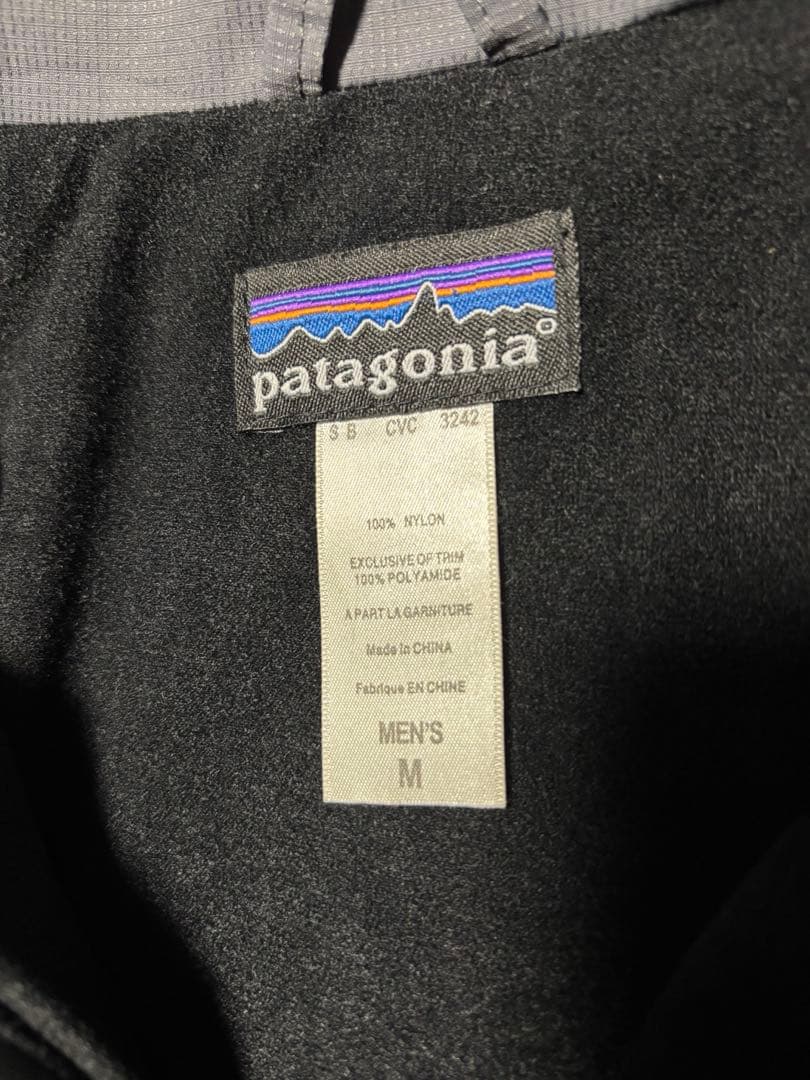 patagonia
S B CVC 3242
100% NYLON
EXCLUSIVE OF TRIM
100% POLYAMIDE
A PART LA GARNITURE
Made in CHINA
Fabrique EN CHINE
MEN'S
M